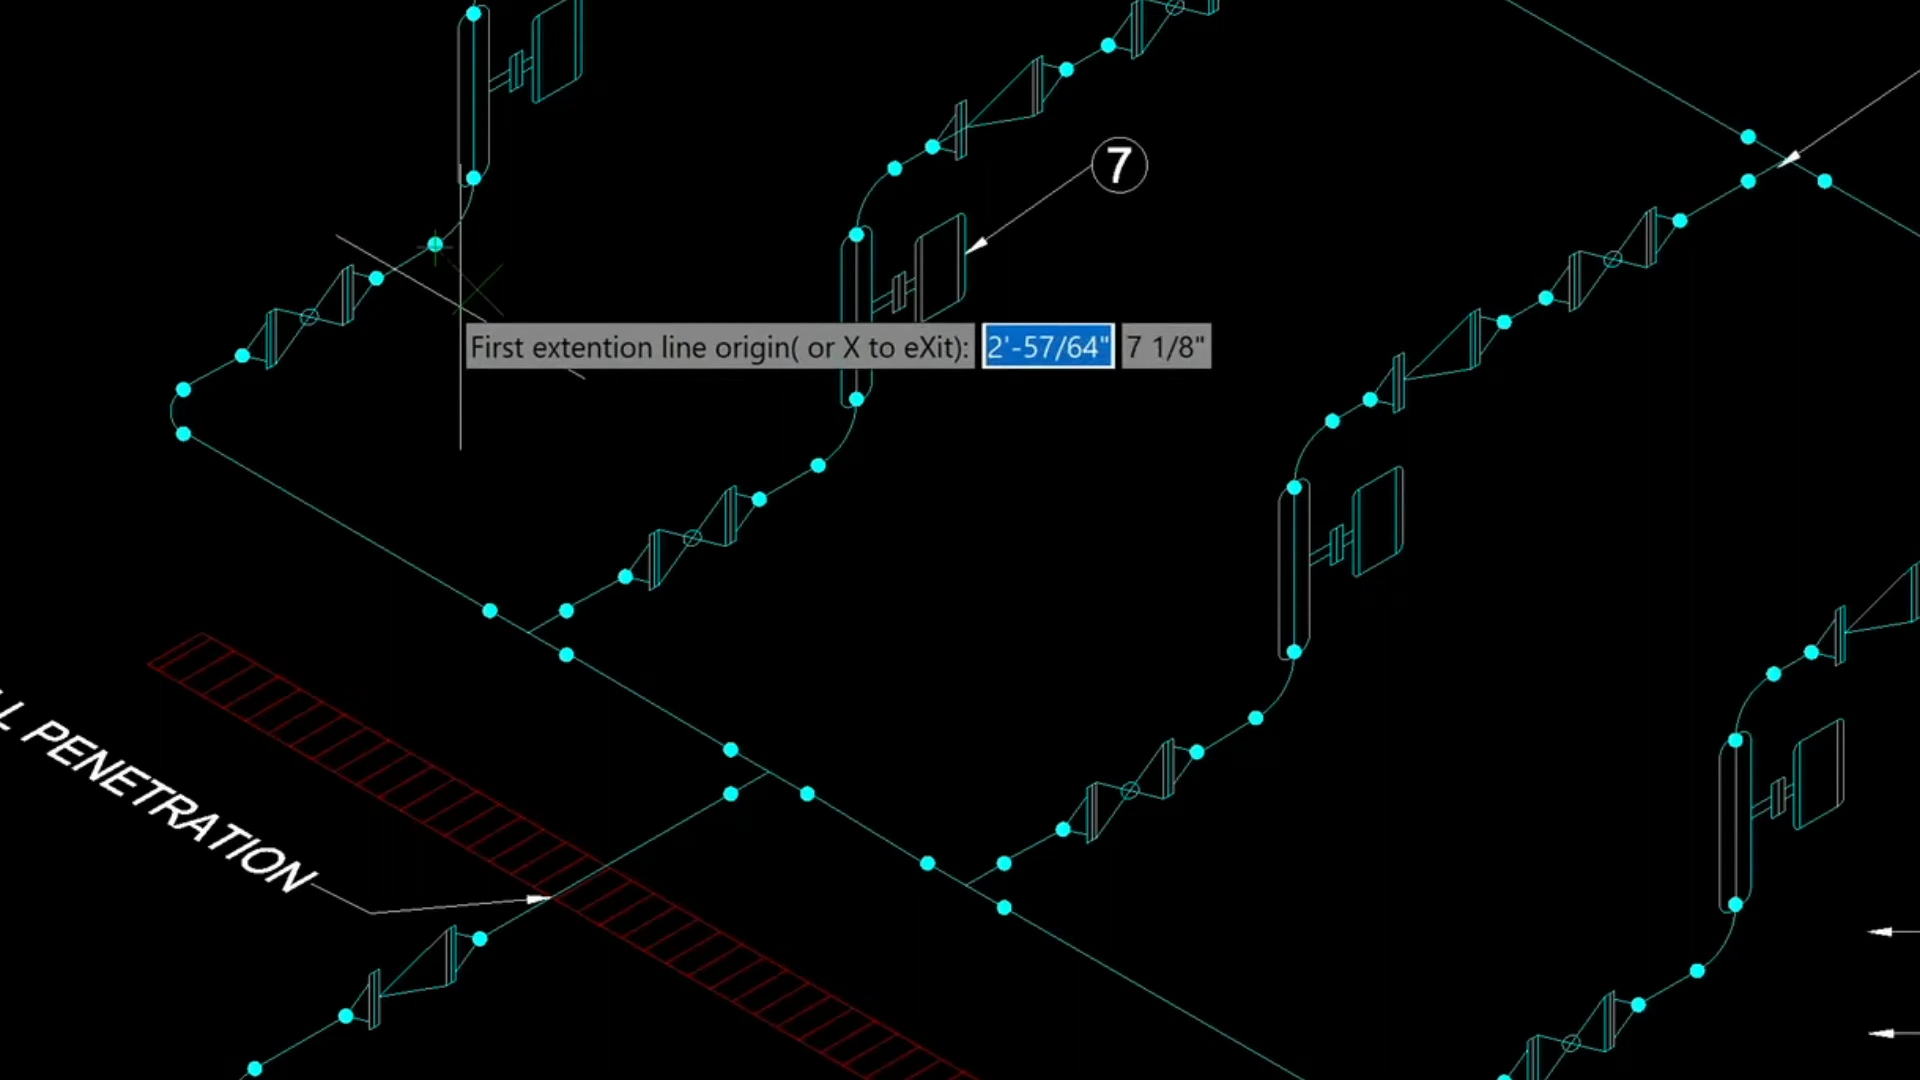 7
First extention line origin( or X to eXit): 2'-57/64" 7 1/8"
PENETRATION